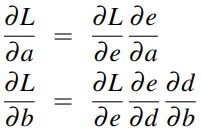 ∂L/∂a = ∂L/∂e ∂e/∂a
∂L/∂b = ∂L/∂e ∂e/∂d ∂d/∂b